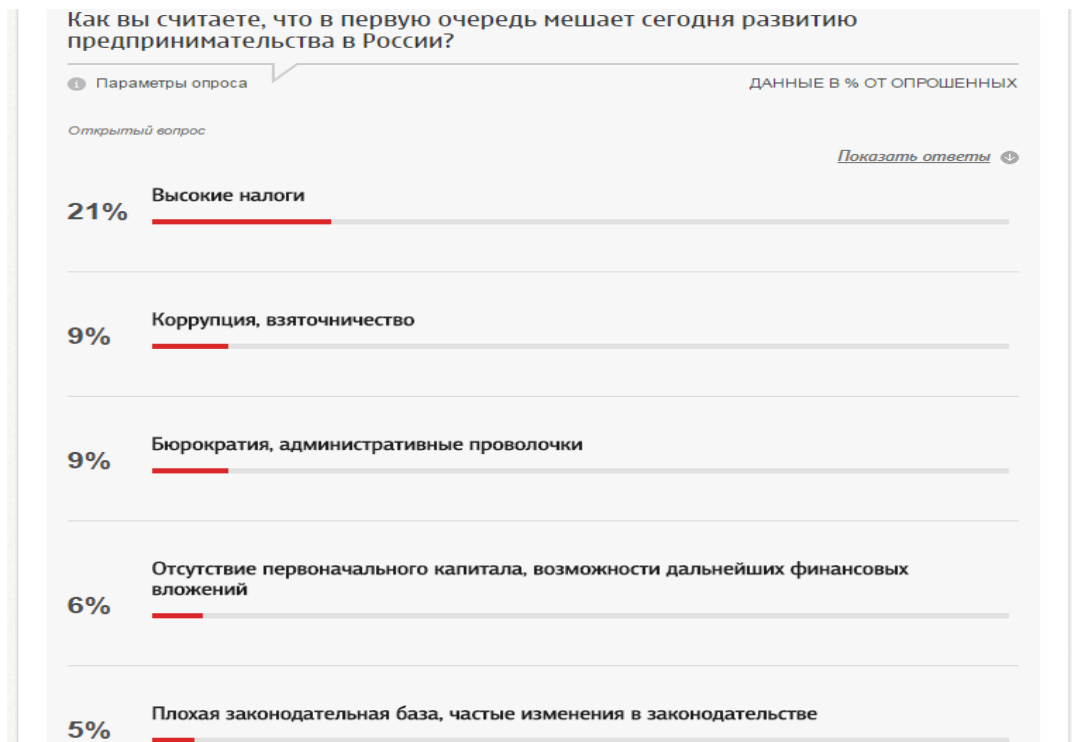 Как вы считаете, что в первую очередь мешает сегодня развитию
предпринимательства в России?
Параметры опроса
ДАННЫЕ В % ОТ ОПРОШЕННЫХ
Открытый вопрос
Показать ответы
21%
Высокие налоги
9%
Коррупция, взяточничество
9%
Бюрократия, административные проволочки
6%
Отсутствие первоначального капитала, возможности дальнейших финансовых
вложений
5%
Плохая законодательная база, частые изменения в законодательстве